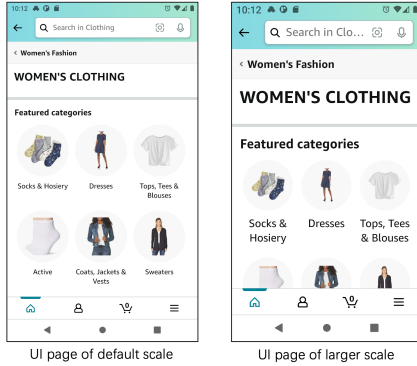 10:12
Search in Clothing
< Women's Fashion
WOMEN'S CLOTHING
Featured categories
Socks & Hosiery
Dresses
Tops, Tees &
Blouses
Active
Coats, Jackets &
Vests
Sweaters
0
UI page of default scale
10:12
Search in Clo...
< Women's Fashion
WOMEN'S CLOTHING
Featured categories
Socks &
Hosiery
Dresses
Tops, Tees
& Blouses
0
UI page of larger scale